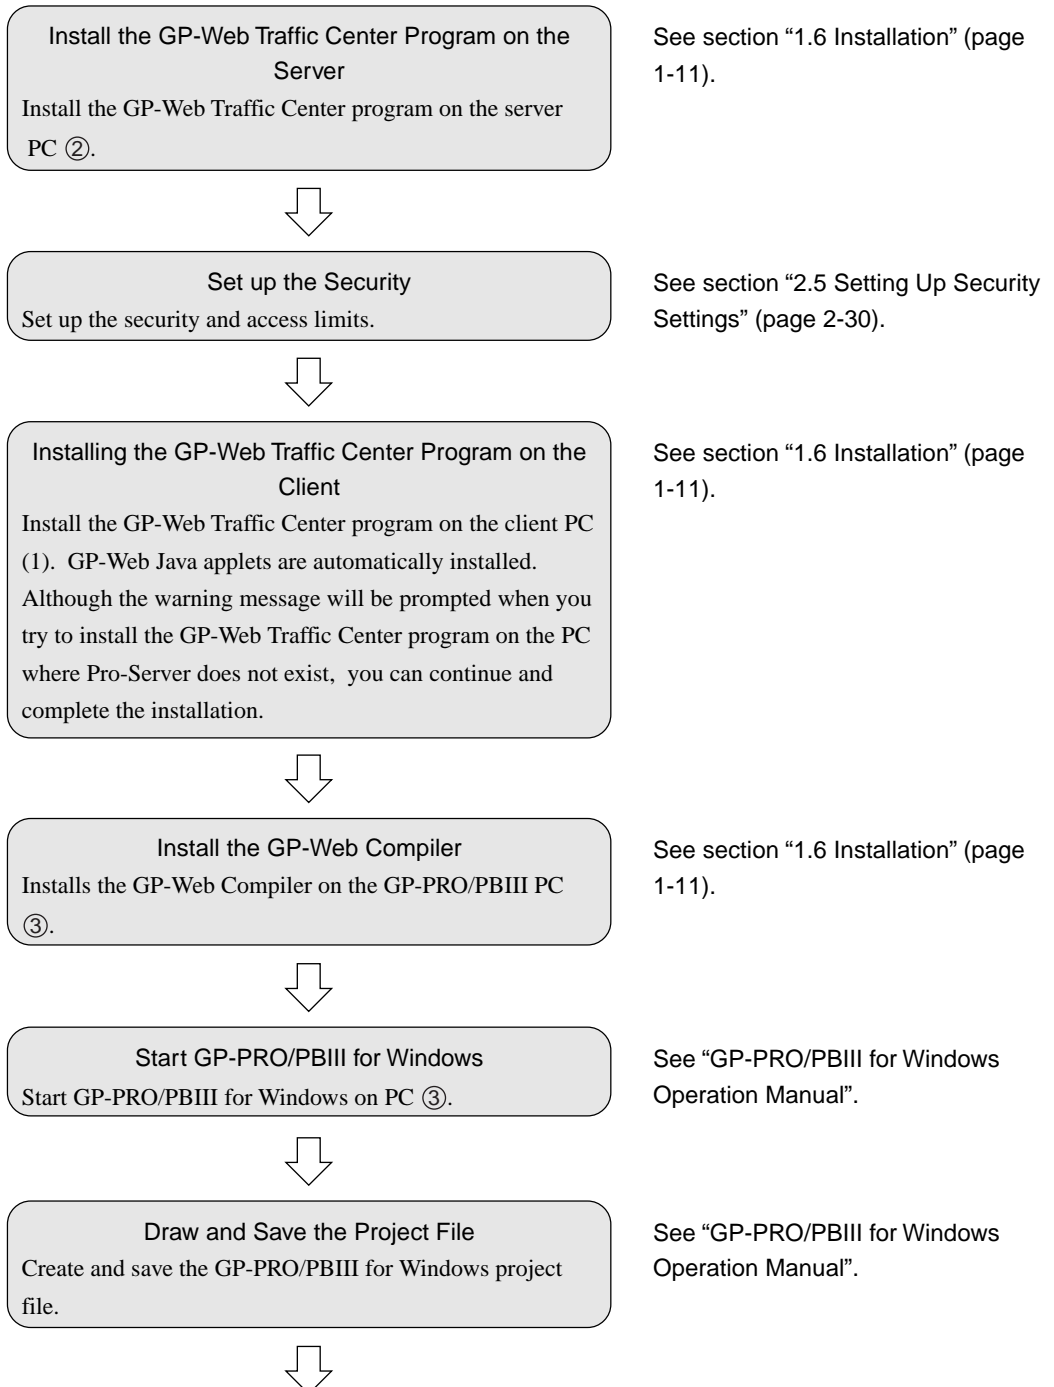 Install the GP-Web Traffic Center Program on the
Server
Install the GP-Web Traffic Center program on the server
PC ②.
See section “1.6 Installation” (page
1-11).
Set up the Security
Set up the security and access limits.
See section “2.5 Setting Up Security
Settings” (page 2-30).
Installing the GP-Web Traffic Center Program on the
Client
Install the GP-Web Traffic Center program on the client PC
(1).  GP-Web Java applets are automatically installed.
Although the warning message will be prompted when you
try to install the GP-Web Traffic Center program on the PC
where Pro-Server does not exist,  you can continue and
complete the installation.
See section “1.6 Installation” (page
1-11).
Install the GP-Web Compiler
Installs the GP-Web Compiler on the GP-PRO/PBIII PC
③.
See section “1.6 Installation” (page
1-11).
Start GP-PRO/PBIII for Windows
Start GP-PRO/PBIII for Windows on PC ③.
See “GP-PRO/PBIII for Windows
Operation Manual”.
Draw and Save the Project File
Create and save the GP-PRO/PBIII for Windows project
file.
See “GP-PRO/PBIII for Windows
Operation Manual”.